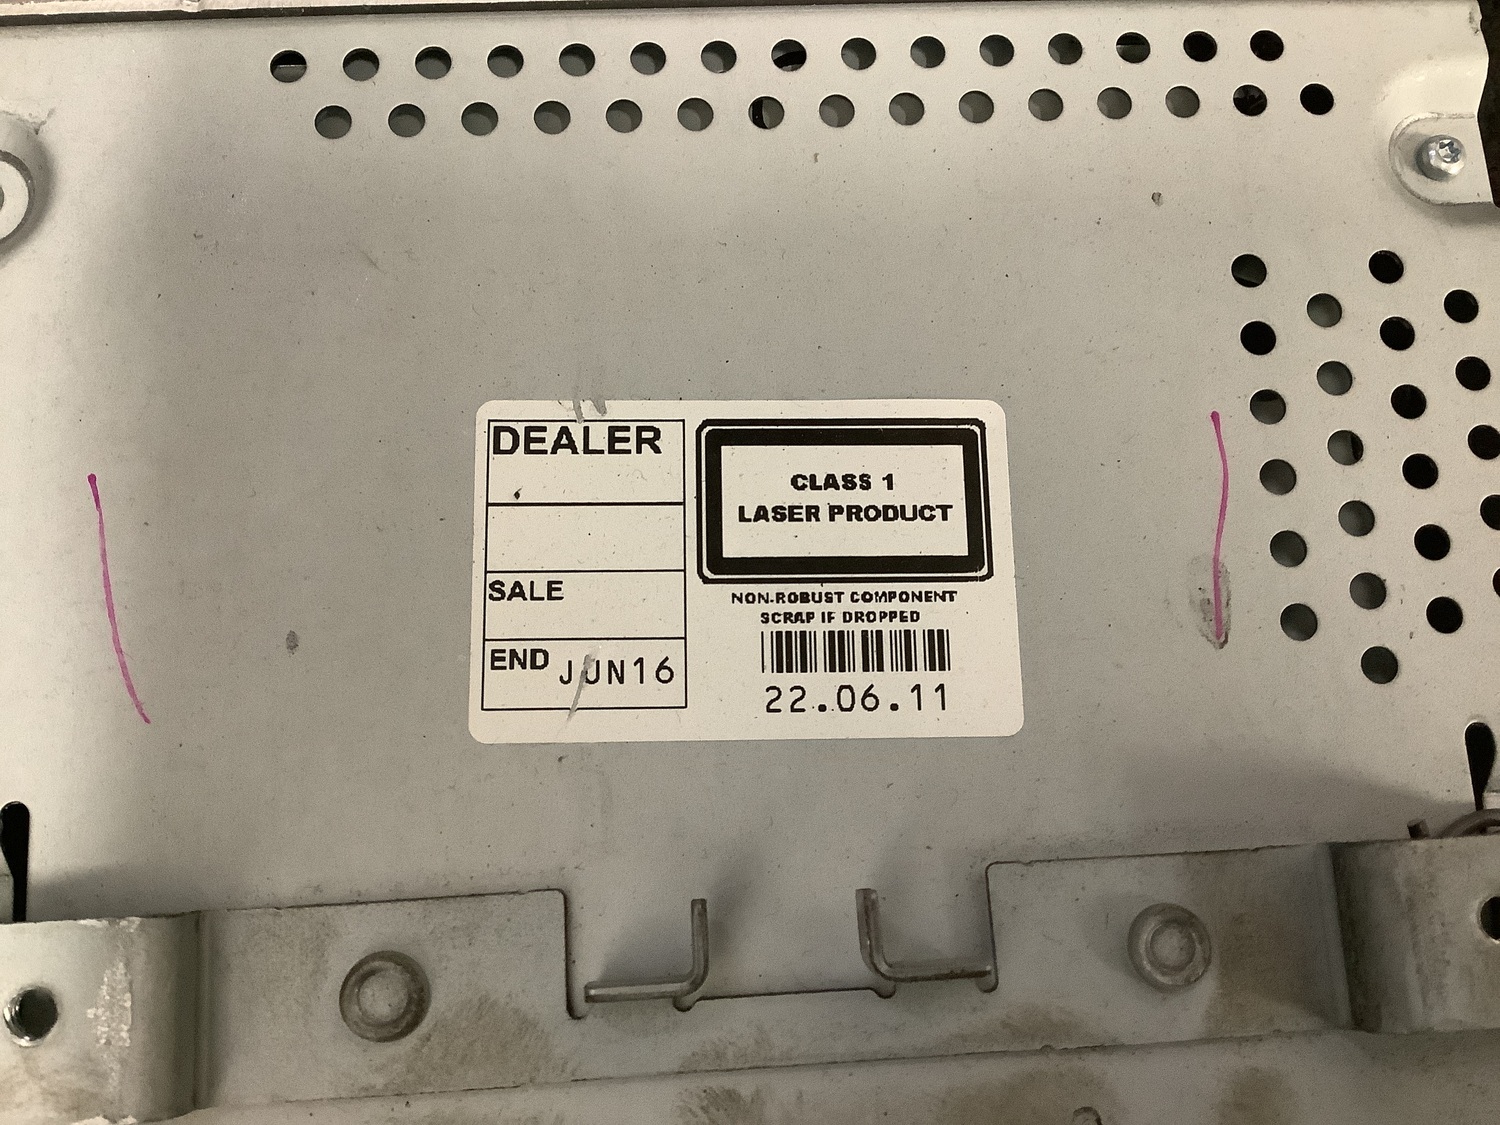 DEALER
SALE
END JUN16
CLASS 1
LASER PRODUCT
NON-ROBUST COMPONENT
SCRAP IF DROPPED
22.06.11